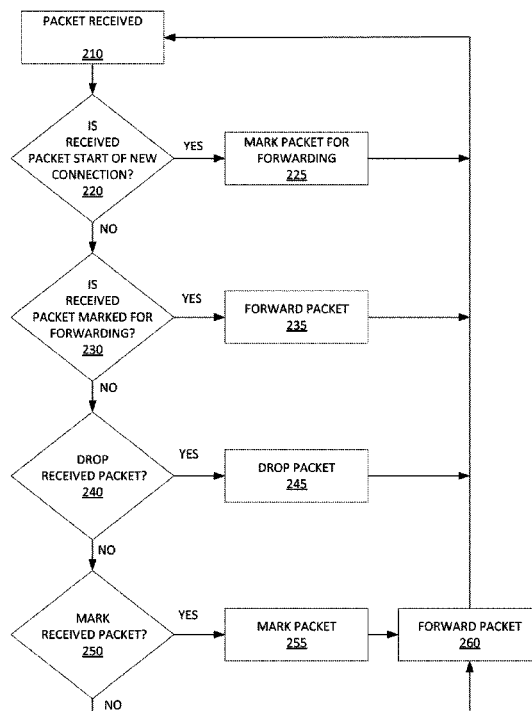 PACKET RECEIVED
210
IS
RECEIVED
PACKET START OF NEW
CONNECTION?
220
YES
MARK PACKET FOR
FORWARDING
225
NO
IS
RECEIVED
PACKET MARKED FOR
FORWARDING?
230
YES
FORWARD PACKET
235
NO
DROP
RECEIVED PACKET?
240
YES
DROP PACKET
245
NO
MARK
RECEIVED PACKET?
250
YES
MARK PACKET
255
FORWARD PACKET
260
NO